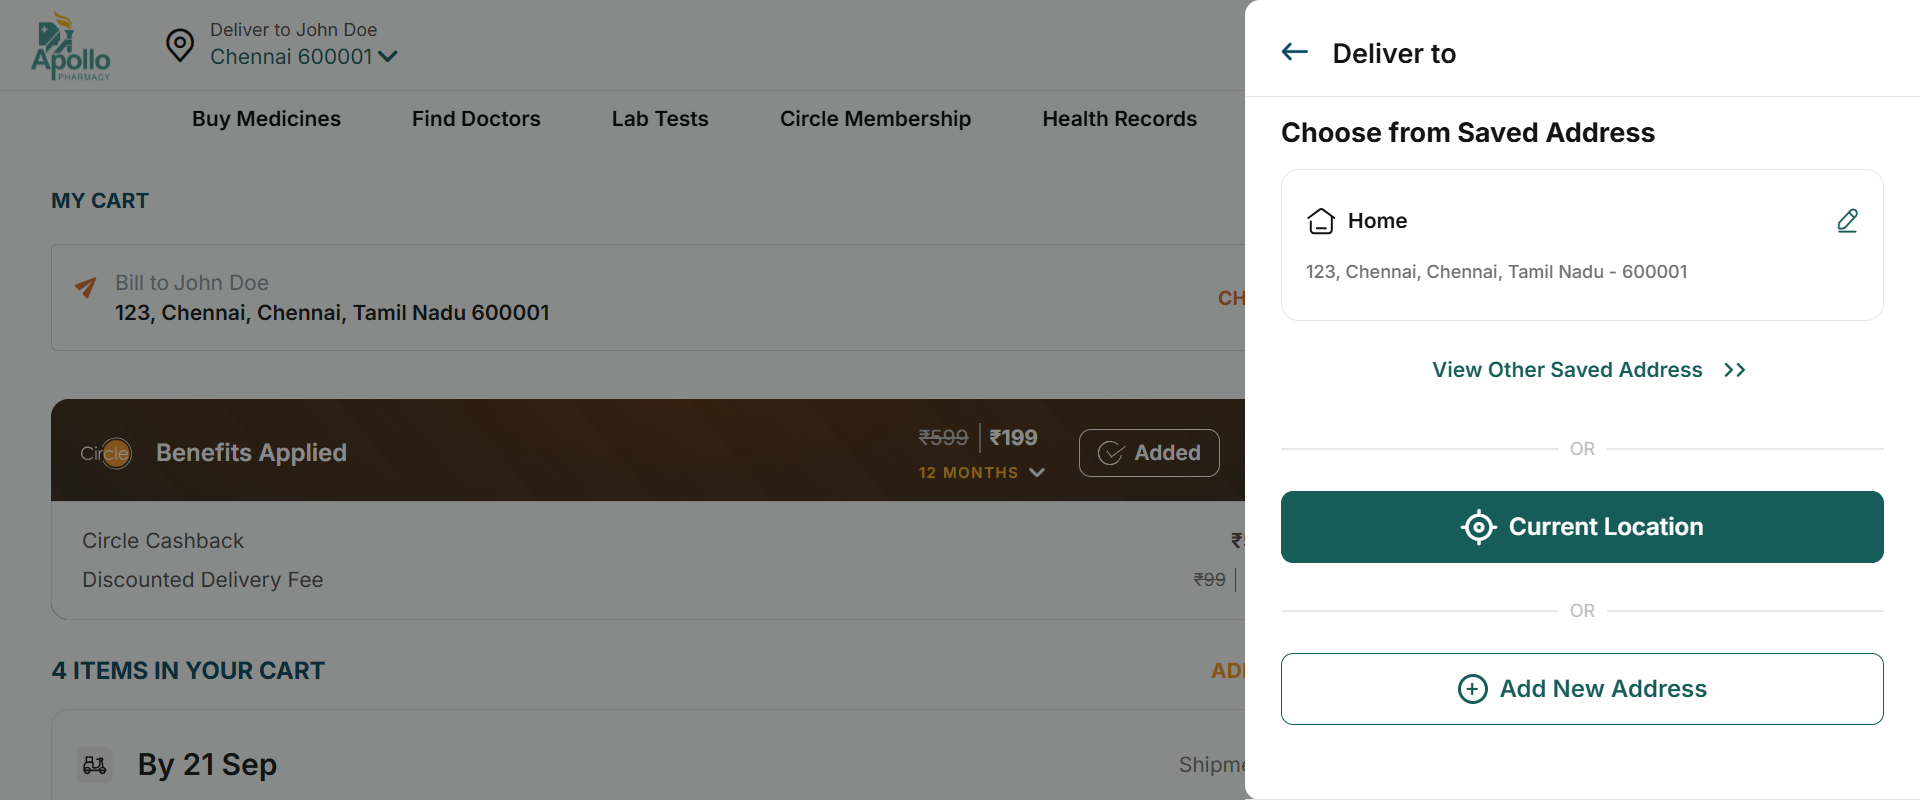 Apollo
PHARMACY
Deliver to John Doe
Chennai 600001
Buy Medicines
Find Doctors
Lab Tests
Circle Membership
Health Records
MY CART
Bill to John Doe
123, Chennai, Chennai, Tamil Nadu 600001
Circle
Benefits Applied
₹599 ₹199
12 MONTHS
Added
Circle Cashback
Discounted Delivery Fee
₹99
4 ITEMS IN YOUR CART
By 21 Sep
Deliver to
Choose from Saved Address
Home
123, Chennai, Chennai, Tamil Nadu - 600001
View Other Saved Address
OR
Current Location
OR
Add New Address